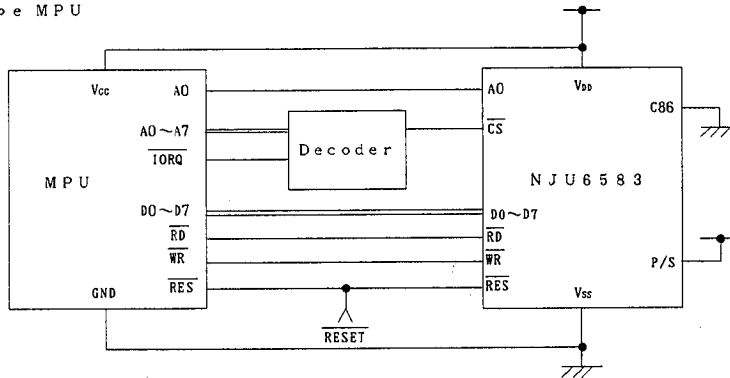 pe MPU
Vcc
A0
A0~A7
IORQ
MPU
D0~D7
RD
WR
RES
GND
Decoder
RESET
VDD
A0
C86
CS
NJU6583
D0~D7
RD
WR
P/S
RES
Vss